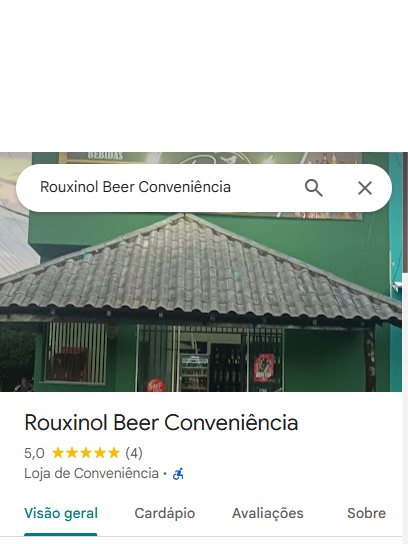 BEBIDAS
Rouxinol Beer Conveniência
Rouxinol Beer Conveniência
5,0 ★★★★★ (4)
Loja de Conveniência ·
Visão geral
Cardápio
Avaliações
Sobre